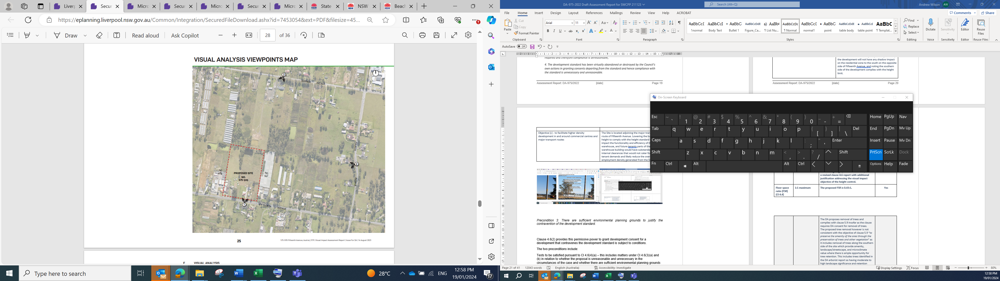 Liverp
Secur
Micro
Secur
Micro
Secur
Micro
State
NSW
Beach
https://eplanning.liverpool.nsw.gov.au/Common/Integration/SecuredFileDownload.ashx?id=7453054&ext=PDF&filesize=45...
Draw
Read aloud
Ask Copilot
28
of 36
VISUAL ANALYSIS VIEWPOINTS MAP
3
GURNER AVENUE
FOURTH
2
AVENUE
NO.
605
PROPOSED SITE
NO.
575-595
NO.
567
1
FIFTEENTH AVENUE
25
575-595 Fifteenth Avenue, Austral, 2179 | Visual Impact Assessment Report | Issue For DA | 14 August 2023
E VISUAL ANALYSIS
Type here to search
28°C
ENG
12:58 PM
19/01/2024
17
DA-975-2022 Draft Assessment Report for SWCPP 211123
Search (Alt+Q)
Andrew Wilson
AW
File
Home
Insert
Design
Layout
References
Mailings
Review
View
Help
ACROBAT
Comments
Share
Paste
Cut
Copy
Format Painter
Clipboard
Arial
11
Font
Paragraph
1normal
Body Text
Bullet 1
Figure_Ca...
¶ List Nu...
¶ Normal
normal1
point
table body
table point
¶ Templat...
Styles
Find
Replace
Select
Editing
Dictate
Voice
Sensitivity
Sensitivity
Editor
Editor
Reuse
Files
Reuse Files
AutoSave
Off
required and therefore compliance is unreasonable;
4. The development standard has been virtually abandoned or destroyed by the Council's
own actions in granting consents departing from the standard and hence compliance with
the standard is unnecessary and unreasonable.
Assessment Report: DA-975/2022 [date] Page 19
the development will not have any shadow impact
on the residential zone to the south on the opposite
side of Fifteenth Avenue, and noting the southern
side of the development complies with the height
limit.
Assessment Report: DA-975/2022 [date] Page 20
On-Screen Keyboard
Esc ~ ` ! 1 @ 2 # 3 $ 4 % 5 ^ 6 & 7 * 8 ( 9 ) 0 _ - + = Home PgUp Nav
Tab q w e r t y u i o p { [ } ] | \ Del End PgDn Mv Up
Caps a s d f g h j k l : ; " ' Enter Insert Pause Mv Dn
Shift z x c v b n m < , > . ? / Shift PrtScn ScrLk Dock
Fn Ctrl Alt Alt Ctrl Options Help Fade
Objective (c) - to facilitate higher density
development in and around commercial centres and
major transport routes
The Site is located adjoining the major tran
route of Fifteenth Avenue. Lowering the bu
height to comply with the height standard
impact the functionality and efficiency of th
warehouse, and future tenants parts of the
warehouse building would have substanda
internal clearances that would not cater fo
tenant demands and likely reduce the over
employment density generated from the Si
Precondition 3: There are sufficient environmental planning grounds to justify the
contravention of the development standard.
Clause 4.6(2) provides this permissive power to grant development consent for a
development that contravenes the development standard is subject to conditions.
The two preconditions include:
Tests to be satisfied pursuant to Cl 4.6(4)(a) – this includes matters under Cl 4.6(3)(a) and
(b) in relation to whether the proposal is unreasonable and unnecessary in the
circumstances of the case and whether there are sufficient environmental planning grounds
a revised clause 4.6 report with additional
justification addressing the visual impact
objective of the height control.
Floor space
ratio (FSR)
(Cl 4.4)
1:1 maximum
The proposed FSR is 0.43:1.
Yes
The DA proposes removal of trees and
complies with clause 5.9 insofar as the clause
requires DA consent for removal of trees.
The proposed tree removal however is not
consistent with the objective of clause 5.9 "to
preserve the amenity of the area through the
preservation of trees and other vegetation" as
it includes removal of trees along the southern
side of the site which provide amenity,
landscape/streetscape, and microclimate
value where there is ample opportunity for
tree retention. This includes trees identified in
the DA arborist report as having moderate to
high landscape significance and retention
Page 21 of 41
12043 words
English (Australia)
Accessibility: Investigate
Display Settings
Focus
80%
12:58 PM
19/01/2024